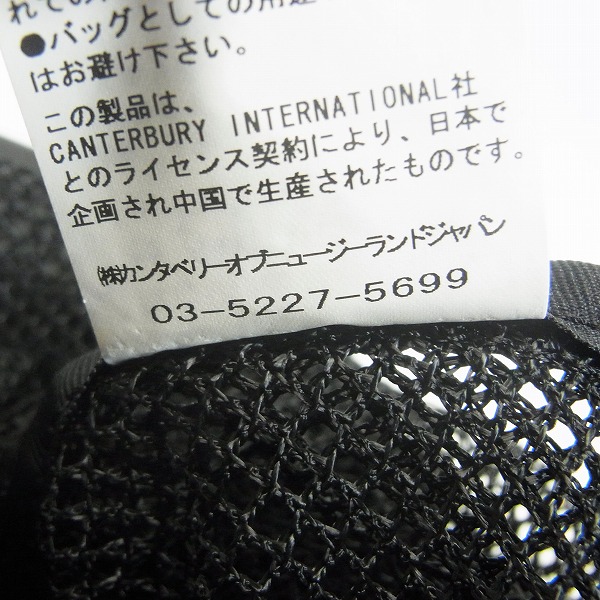 れての
●バッグとしての用途
はお避け下さい。
この製品は、
CANTERBURY INTERNATIONAL社
とのライセンス契約により、日本で
企画され中国で生産されたものです。
㈱カンタベリーオブニュージーランドジャパン
03-5227-5699